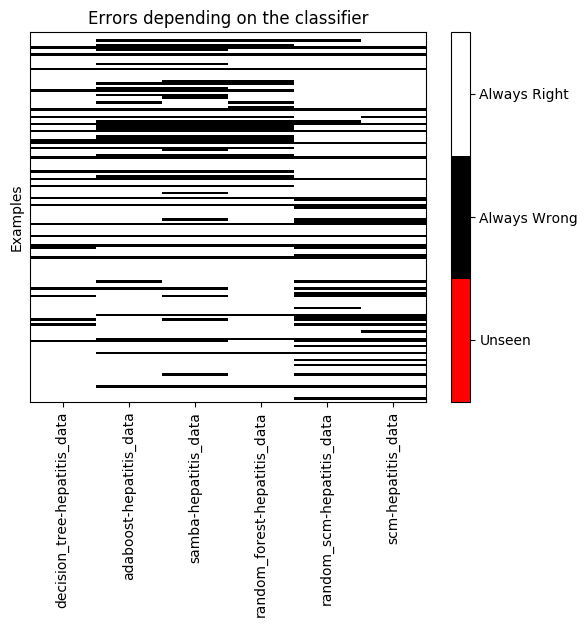 Errors depending on the classifier
Examples
Always Right
Always Wrong
Unseen
decision_tree-hepatitis_data
adaboost-hepatitis_data
samba-hepatitis_data
random_forest-hepatitis_data
random_scm-hepatitis_data
scm-hepatitis_data